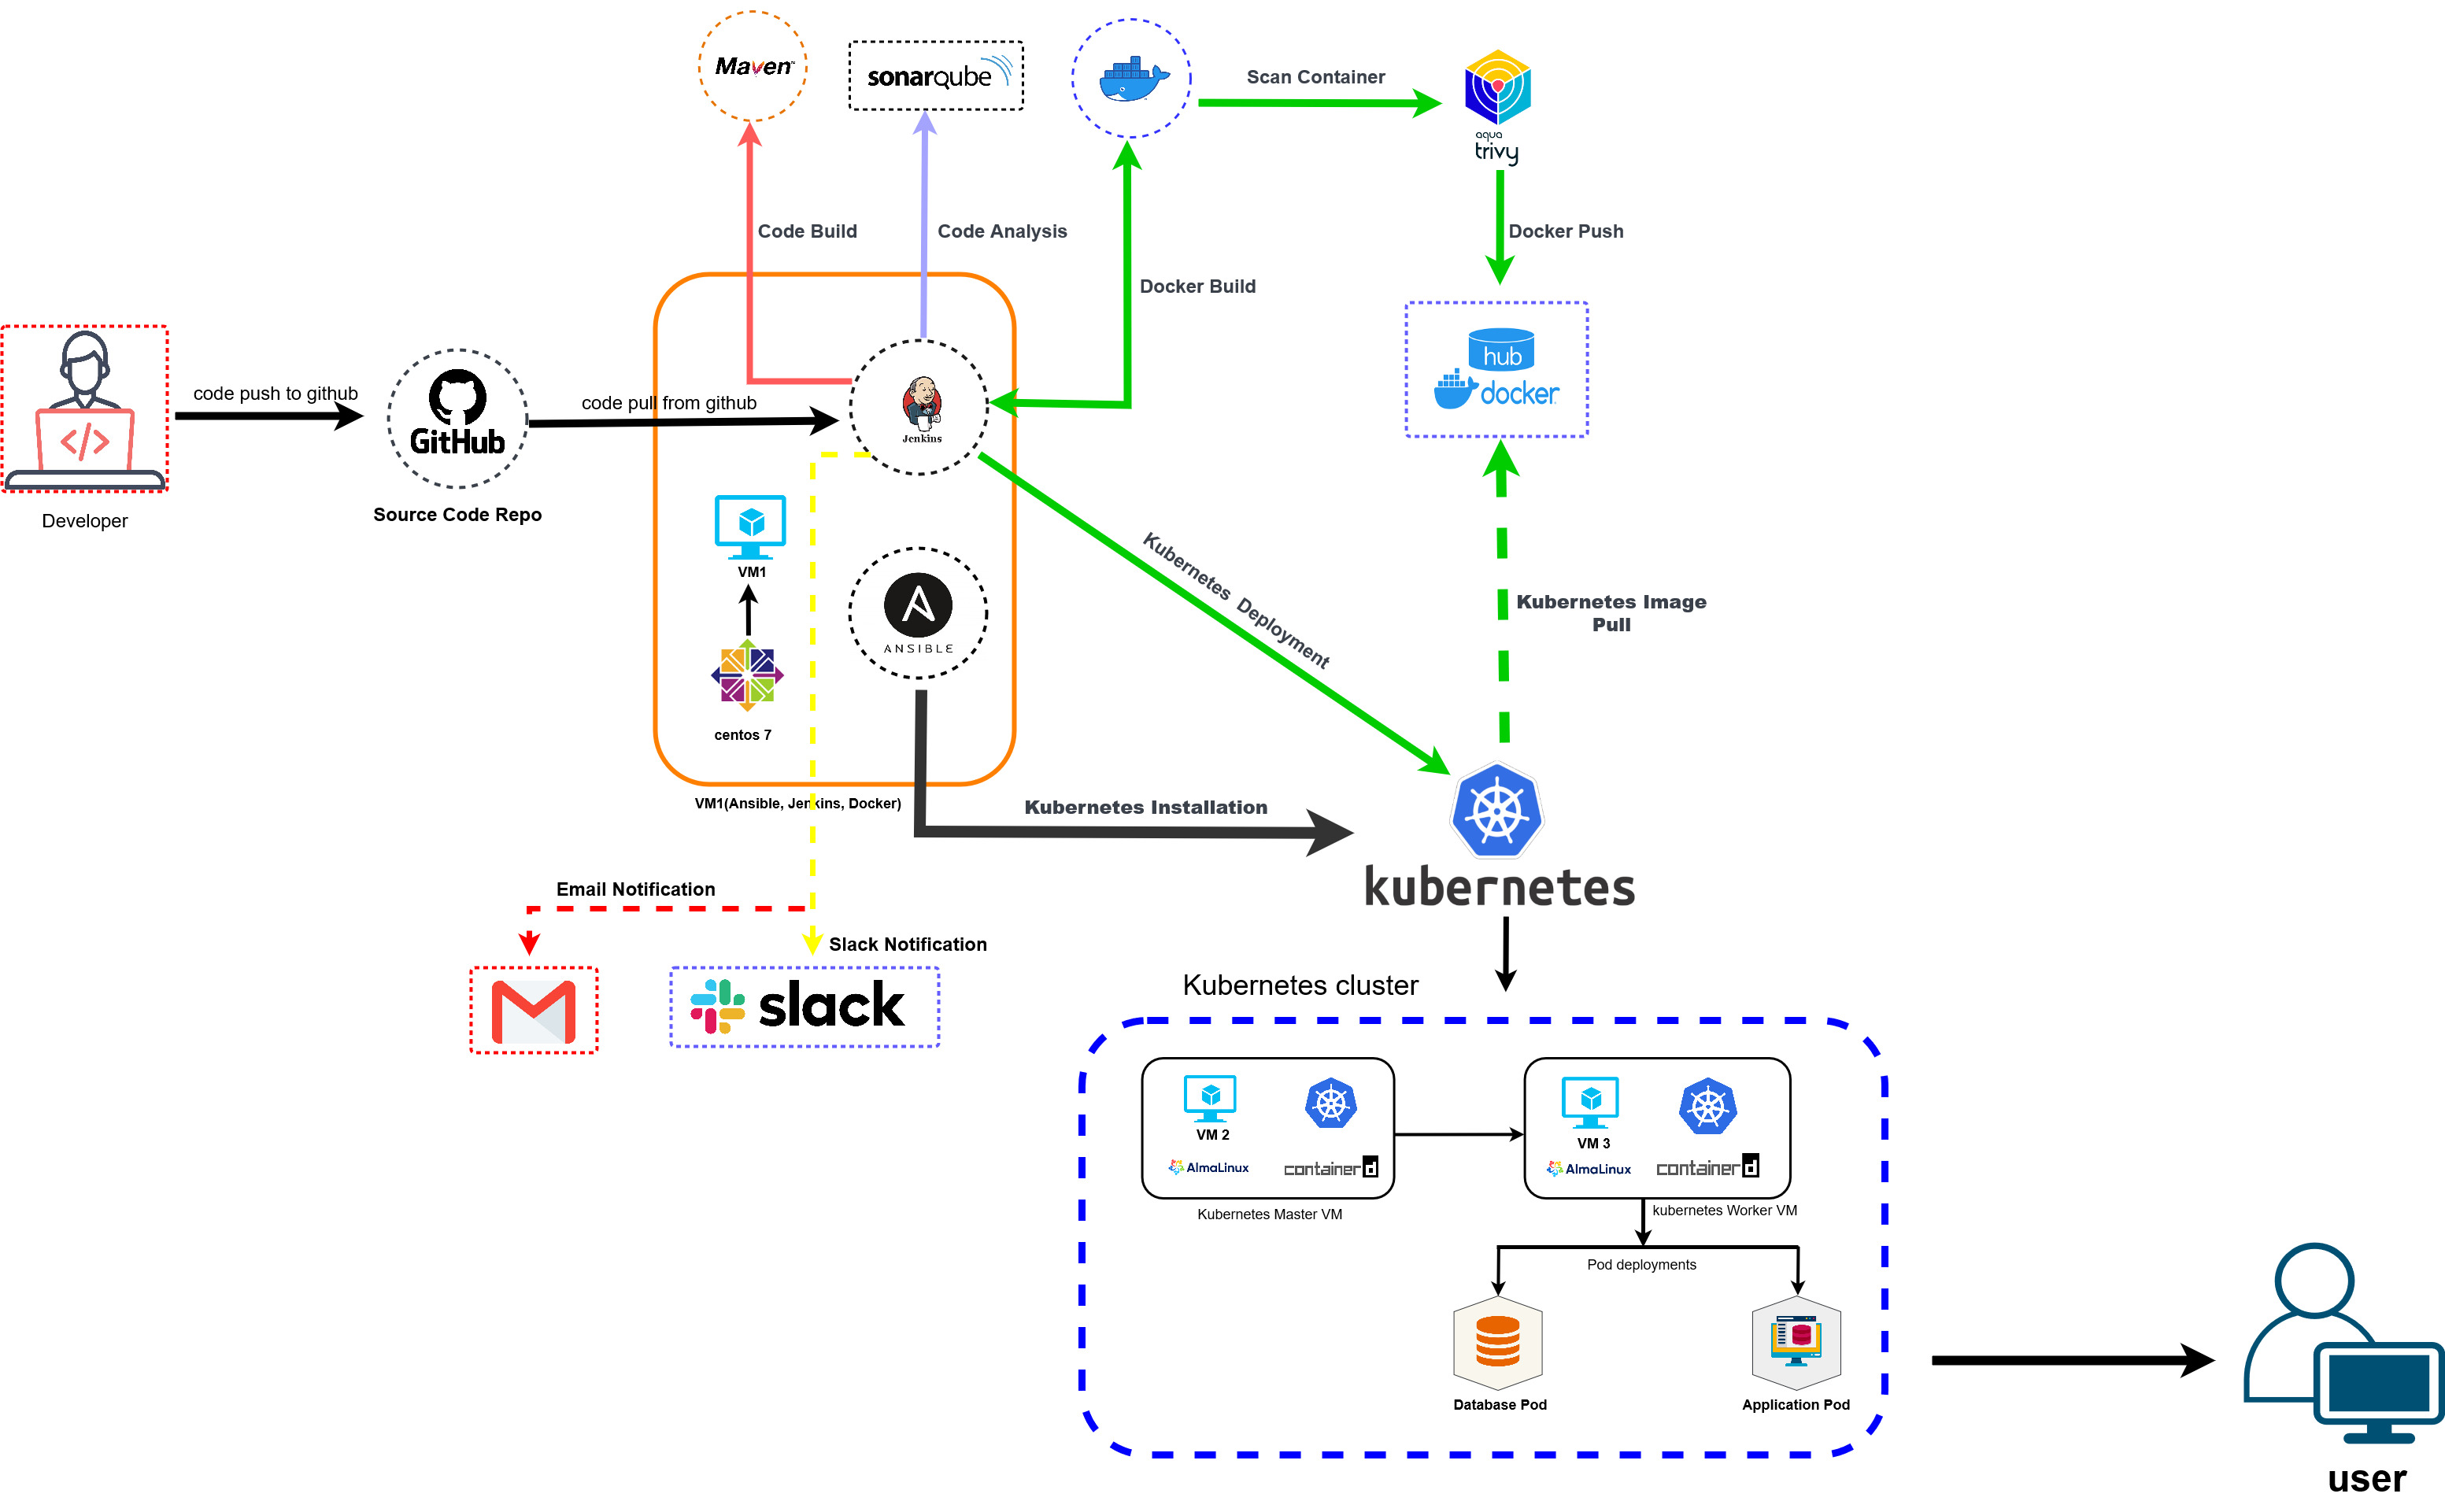 Maven™
sonarqube
Scan Container
aqua
trivy
Code Build
Code Analysis
Docker Push
Docker Build
hub
docker
code push to github
GitHub
code pull from github
Jenkins
Developer
Source Code Repo
VM1
ANSIBLE
centos 7
VM1(Ansible, Jenkins, Docker)
Kubernetes Deployment
Kubernetes Image
Pull
Kubernetes Installation
kubernetes
Email Notification
Slack Notification
slack
Kubernetes cluster
VM 2
AlmaLinux
containerd
Kubernetes Master VM
VM 3
AlmaLinux
containerd
kubernetes Worker VM
Pod deployments
Database Pod
Application Pod
user